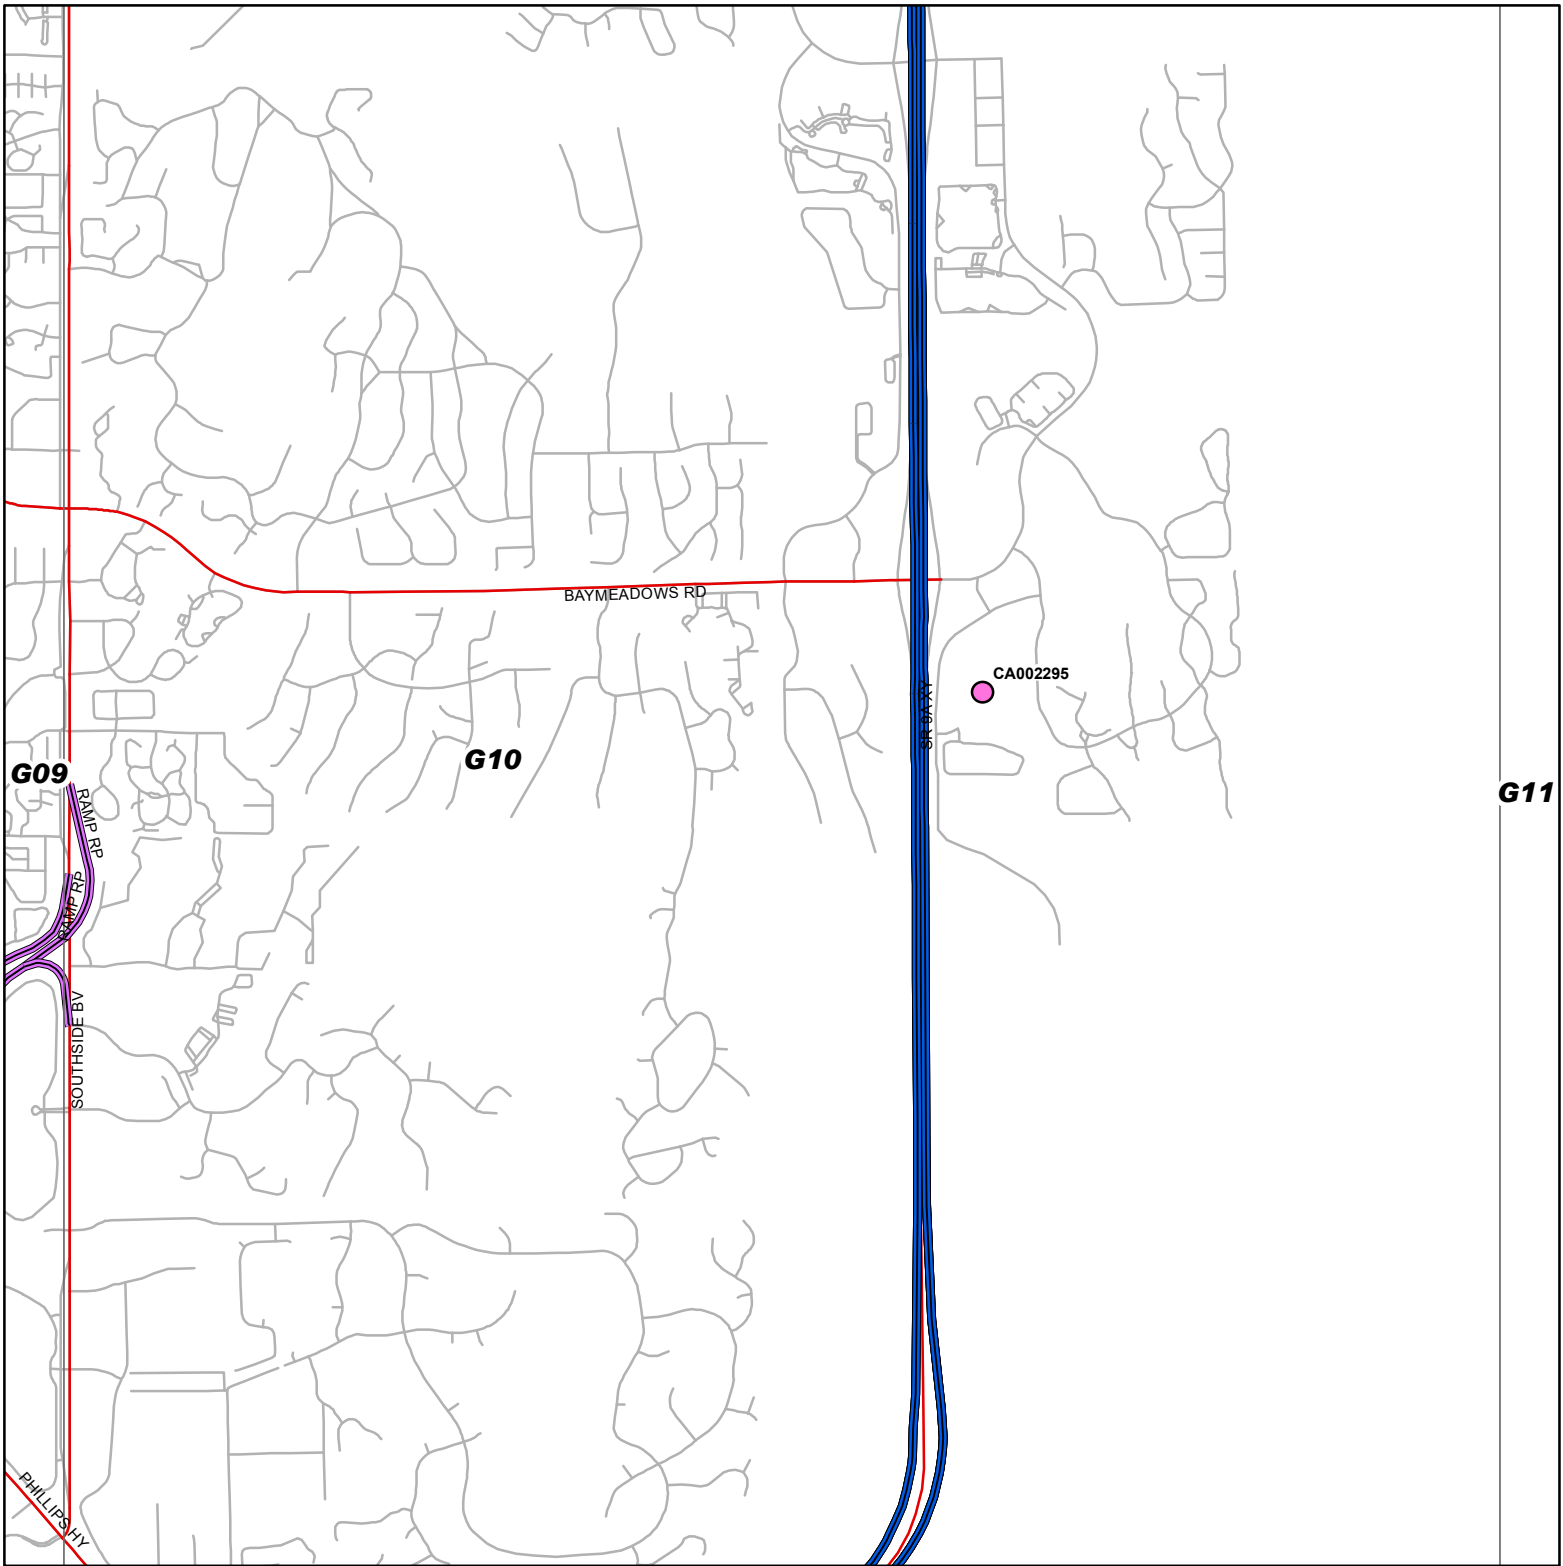 BAYMEADOWS RD
CA002295
SR 9A XY
G10
G09
G11
RAMP RP
RAMP RP
SOUTHSIDE BV
PHILLIPS HY